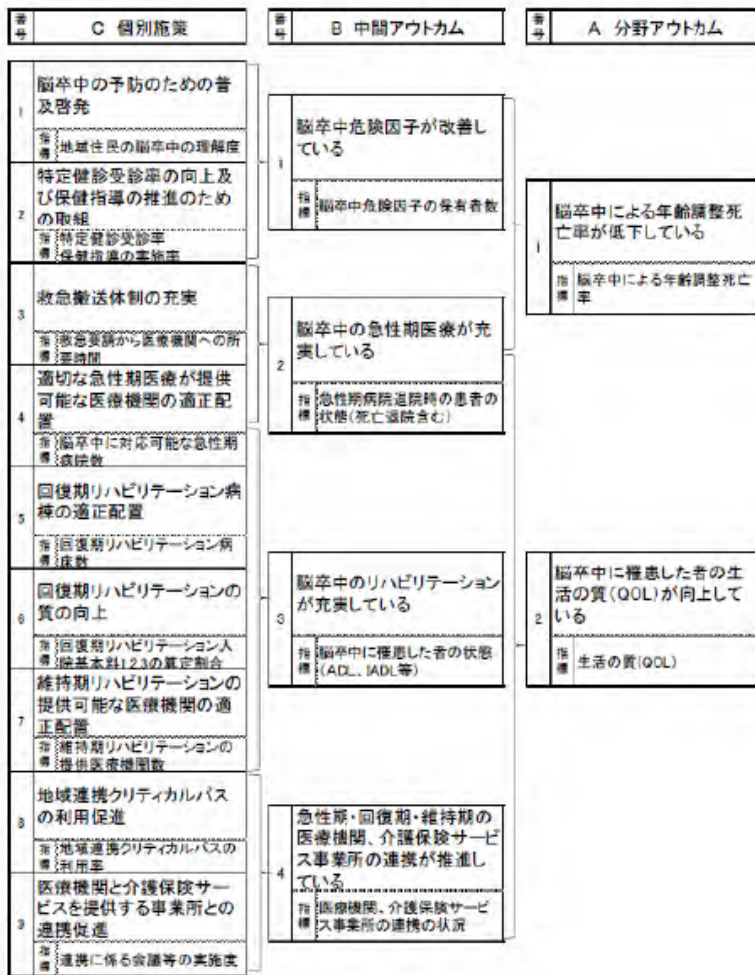 番号
C 個別施策
番号
B 中間アウトカム
番号
A 分野アウトカム
1
脳卒中の予防のための普
及啓発
指標
地域住民の脳卒中の理解度
2
特定健診受診率の向上及
び保健指導の推進のため
の取組
指標
特定健診受診率
保健指導の実施率
3
救急搬送体制の充実
指標
救急要請から医療機関への所
要時間
4
適切な急性期医療が提供
可能な医療機関の適正配
置
指標
脳卒中に対応可能な急性期
病院数
5
回復期リハビリテーション病
棟の適正配置
指標
回復期リハビリテーション病
床数
6
回復期リハビリテーションの
質の向上
指標
回復期リハビリテーション入
院基本料1.2.3の算定割合
7
維持期リハビリテーションの
提供可能な医療機関の適
正配置
指標
維持期リハビリテーションの
提供医療機関数
8
地域連携クリティカルパス
の利用促進
指標
地域連携クリティカルパスの
利用率
9
医療機関と介護保険サー
ビスを提供する事業所との
連携促進
指標
連携に係る会議等の実施度
1
脳卒中危険因子が改善し
ている
指標
脳卒中危険因子の保有者数
2
脳卒中の急性期医療が充
実している
指標
急性期病院退院時の患者の
状態(死亡退院含む)
3
脳卒中のリハビリテーション
が充実している
指標
脳卒中に罹患した者の状態
(ADL、IADL等)
4
急性期・回復期・維持期の
医療機関、介護保険サービ
ス事業所の連携が推進し
ている
指標
医療機関、介護保険サービ
ス事業所の連携の状況
1
脳卒中による年齢調整死
亡率が低下している
指標
脳卒中による年齢調整死亡
率
2
脳卒中に罹患した者の生
活の質(QOL)が向上して
いる
指標
生活の質(QOL)